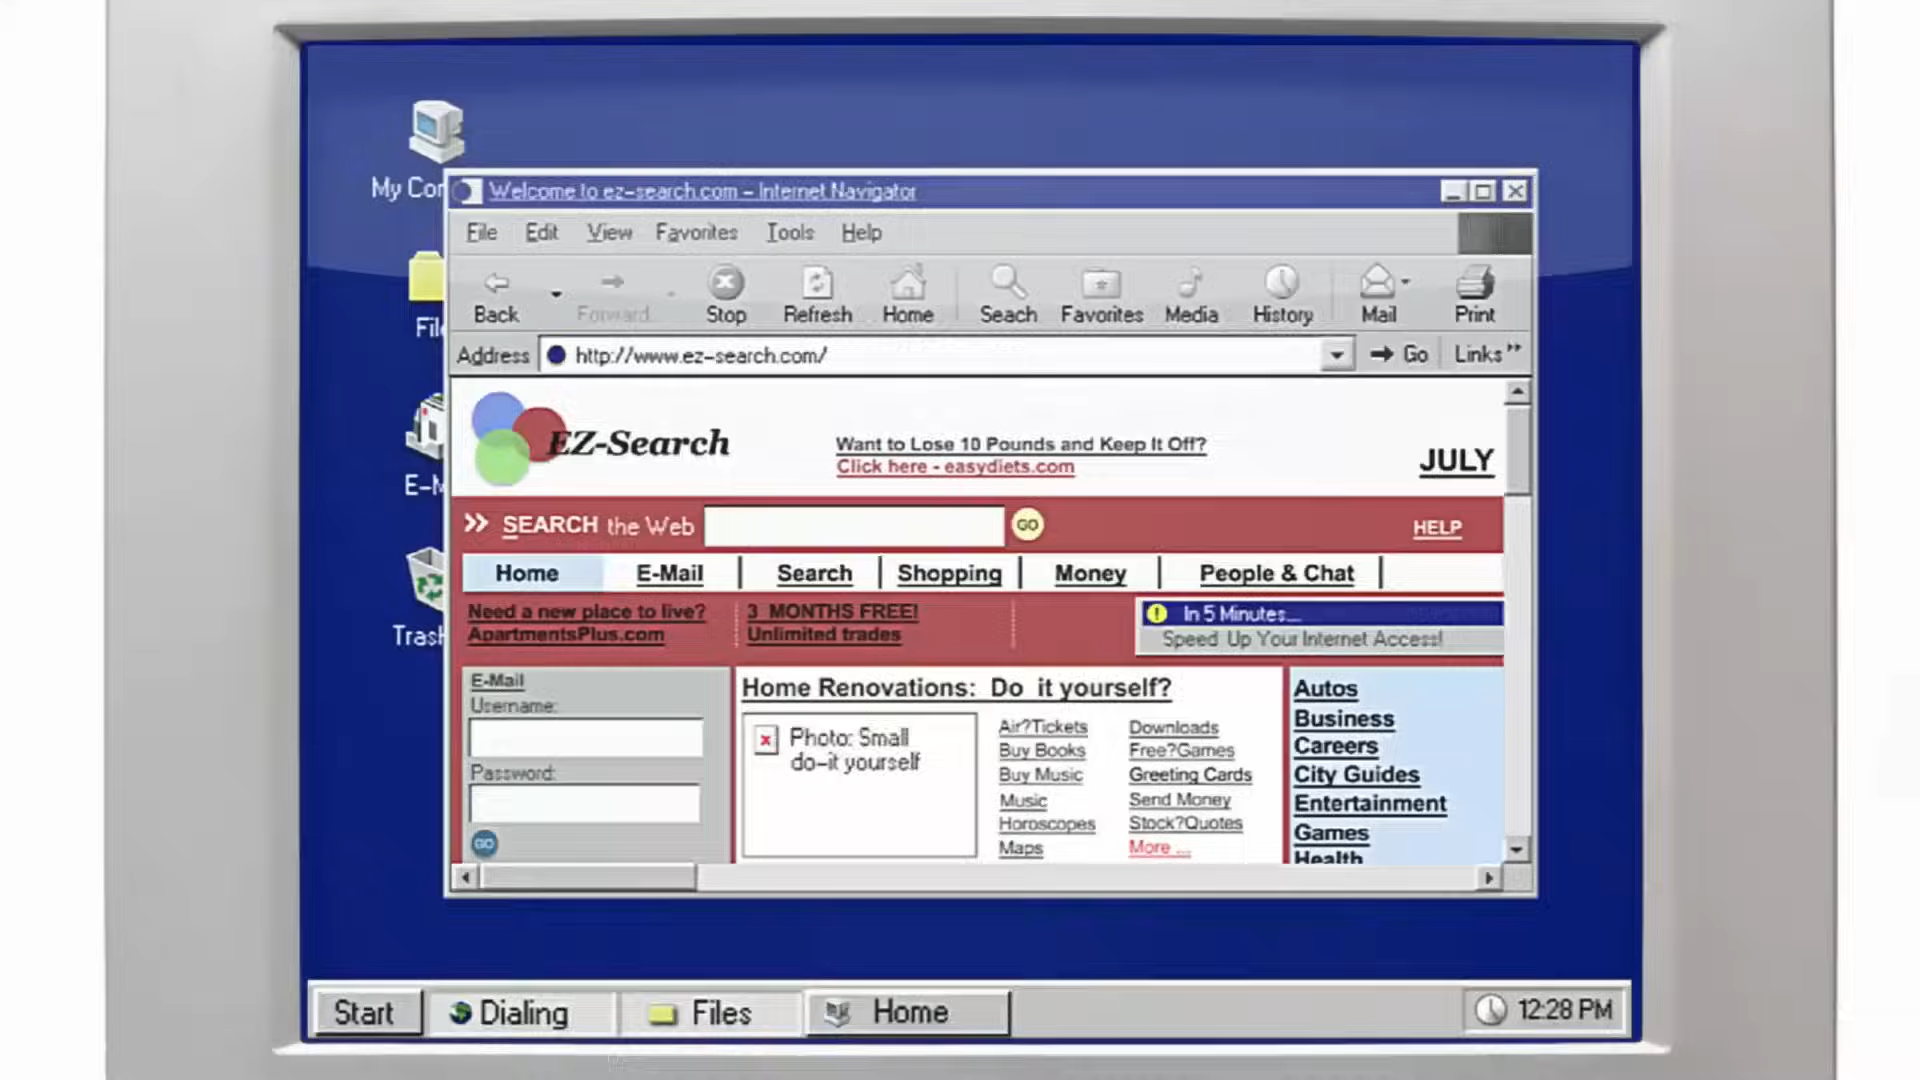 My Co
Welcome to ez-search.com - Internet Navigator
File Edit View Favorites Tools Help
Back Forward Stop Refresh Home Seach Favorites Media History Mail Print
Address http://www.ez-search.com/ Go Links
EZ-Search
Want to Lose 10 Pounds and Keep It Off?
Click here - easydiets.com
JULY
>> SEARCH the Web GO HELP
Home E-Mail Search Shopping Money People & Chat
Need a new place to live?
ApartmentsPlus.com
3 MONTHS FREE!
Unlimited trades
In 5 Minutes...
Speed Up Your Internet Access!
E-Mail
Username:
Password:
GO
Home Renovations: Do it yourself?
Photo: Small
do-it yourself
Air?Tickets
Buy Books
Buy Music
Music
Horoscopes
Maps
Downloads
Free?Games
Greeting Cards
Send Money
Stock?Quotes
More ...
Autos
Business
Careers
City Guides
Entertainment
Games
Health
Fil
E-M
Trash
Start Dialing Files Home 12:28 PM